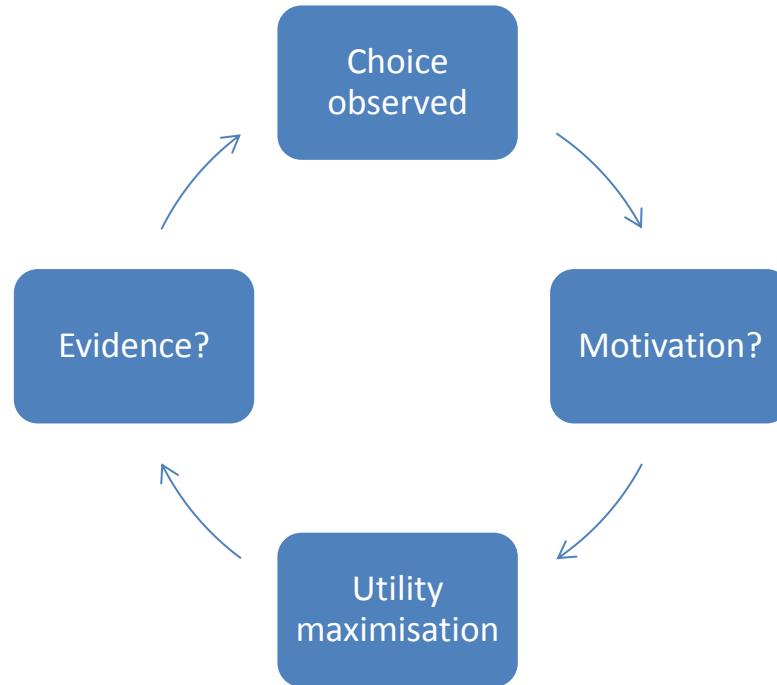 Choice
observed
Evidence?
Motivation?
Utility
maximisation